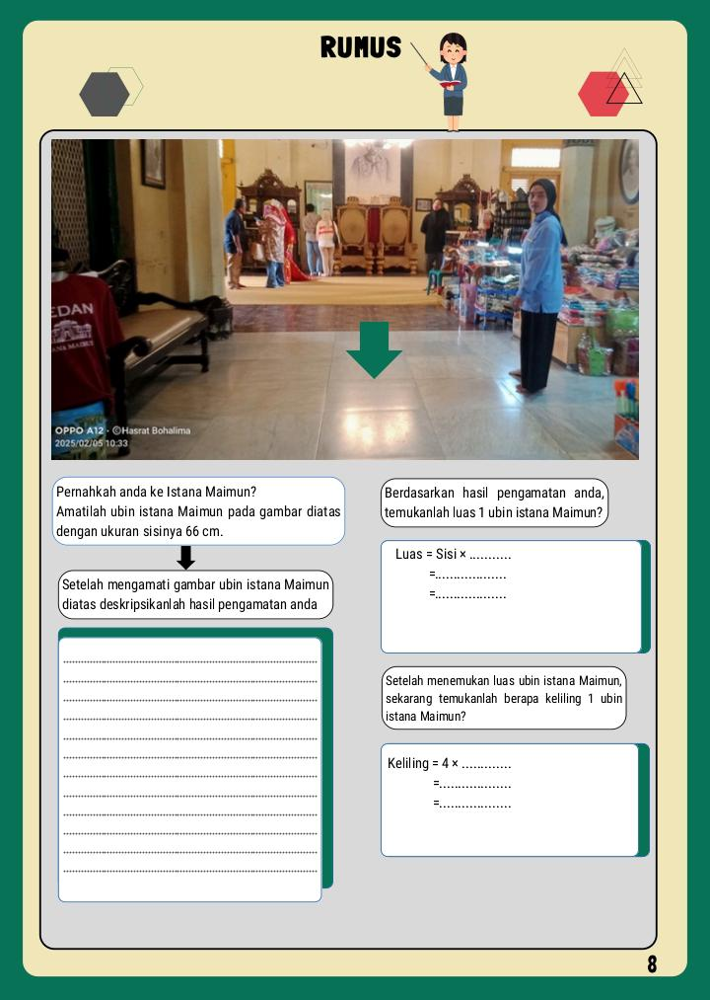 RUMUS
EDAN
ANA MAIMUN
OPPO A12 · ©Hasrat Bohalima
2025/02/05 10:33
Pernahkah anda ke Istana Maimun?
Amatilah ubin istana Maimun pada gambar diatas
dengan ukuran sisinya 66 cm.
Setelah mengamati gambar ubin istana Maimun
diatas deskripsikanlah hasil pengamatan anda
Berdasarkan hasil pengamatan anda,
temukanlah luas 1 ubin istana Maimun?
Luas = Sisi × ...........
=...................
=...................
Setelah menemukan luas ubin istana Maimun,
sekarang temukanlah berapa keliling 1 ubin
istana Maimun?
Keliling = 4 × .............
=...................
=...................
8